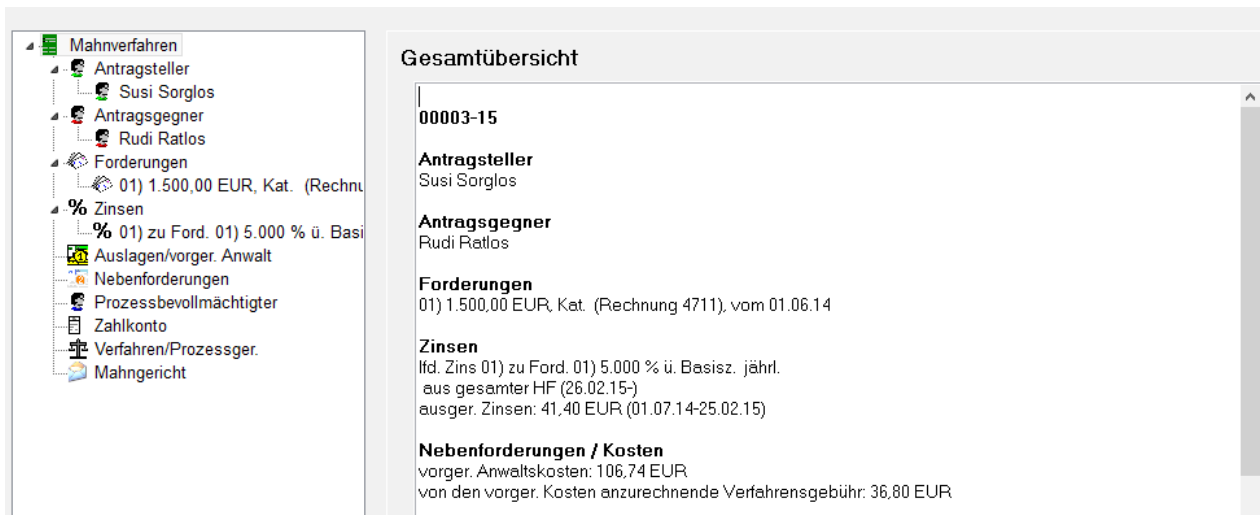 Mahnverfahren
Antragsteller
Susi Sorglos
Antragsgegner
Rudi Ratlos
Forderungen
01) 1.500,00 EUR, Kat. (Rechnu
% Zinsen
% 01) zu Ford. 01) 5.000 % ü. Basi
Auslagen/vorger. Anwalt
Nebenforderungen
Prozessbevollmächtigter
Zahlkonto
Verfahren/Prozessger.
Mahngericht
Gesamtübersicht
00003-15
Antragsteller
Susi Sorglos
Antragsgegner
Rudi Ratlos
Forderungen
01) 1.500,00 EUR, Kat. (Rechnung 4711), vom 01.06.14
Zinsen
lfd. Zins 01) zu Ford. 01) 5.000 % ü. Basisz. jährl.
aus gesamter HF (26.02.15-)
ausger. Zinsen: 41,40 EUR (01.07.14-25.02.15)
Nebenforderungen / Kosten
vorger. Anwaltskosten: 106,74 EUR
von den vorger. Kosten anzurechnende Verfahrensgebühr: 36,80 EUR